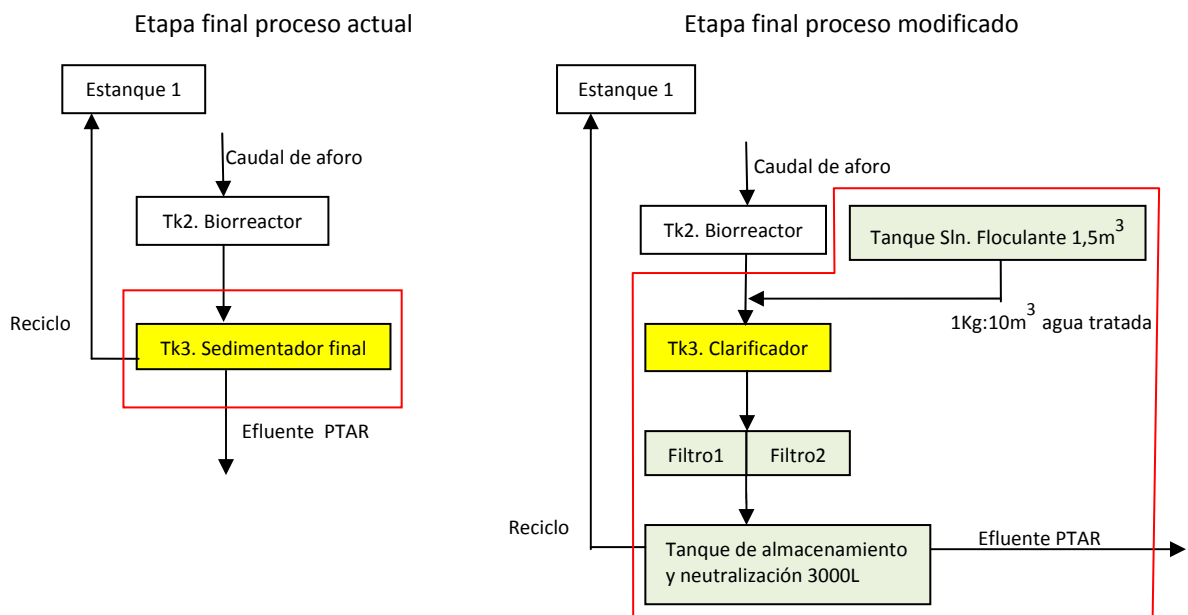 Etapa final proceso actual
Estanque 1
Caudal de aforo
Tk2. Biorreactor
Reciclo
Tk3. Sedimentador final
Efluente  PTAR
Etapa final proceso modificado
Estanque 1
Caudal de aforo
Tk2. Biorreactor
Tanque Sln. Floculante 1,5m³
1Kg:10m³ agua tratada
Tk3. Clarificador
Filtro1
Filtro2
Reciclo
Tanque de almacenamiento
y neutralización 3000L
Efluente PTAR